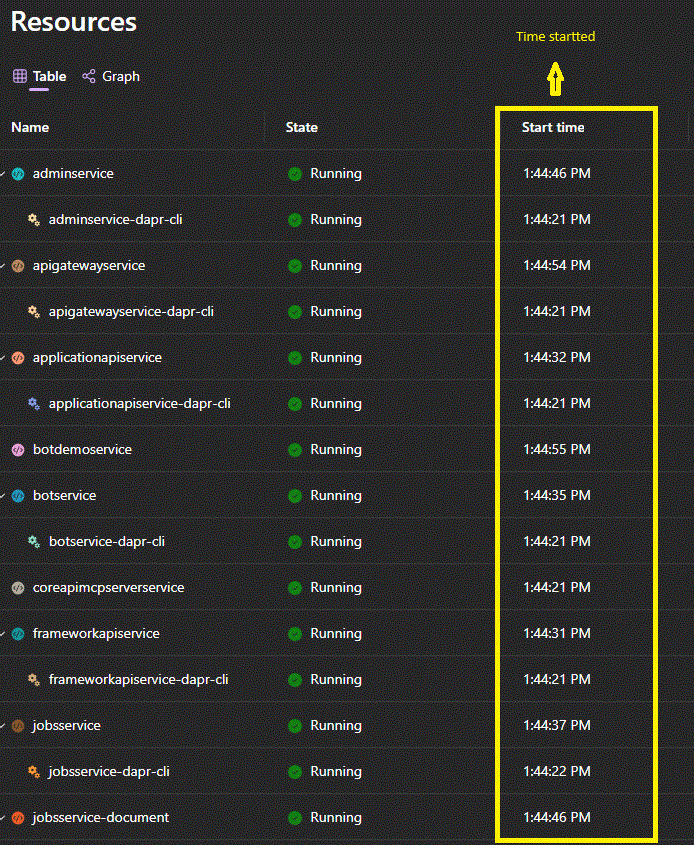 Resources
Time startted
Table Graph
Name State Start time
adminservice Running 1:44:46 PM
adminservice-dapr-cli Running 1:44:21 PM
apigatewayservice Running 1:44:54 PM
apigatewayservice-dapr-cli Running 1:44:21 PM
applicationapiservice Running 1:44:32 PM
applicationapiservice-dapr-cli Running 1:44:21 PM
botdemoservice Running 1:44:55 PM
botservice Running 1:44:35 PM
botservice-dapr-cli Running 1:44:21 PM
coreapimcpserverservice Running 1:44:21 PM
frameworkapiservice Running 1:44:31 PM
frameworkapiservice-dapr-cli Running 1:44:21 PM
jobsservice Running 1:44:37 PM
jobsservice-dapr-cli Running 1:44:22 PM
jobsservice-document Running 1:44:46 PM